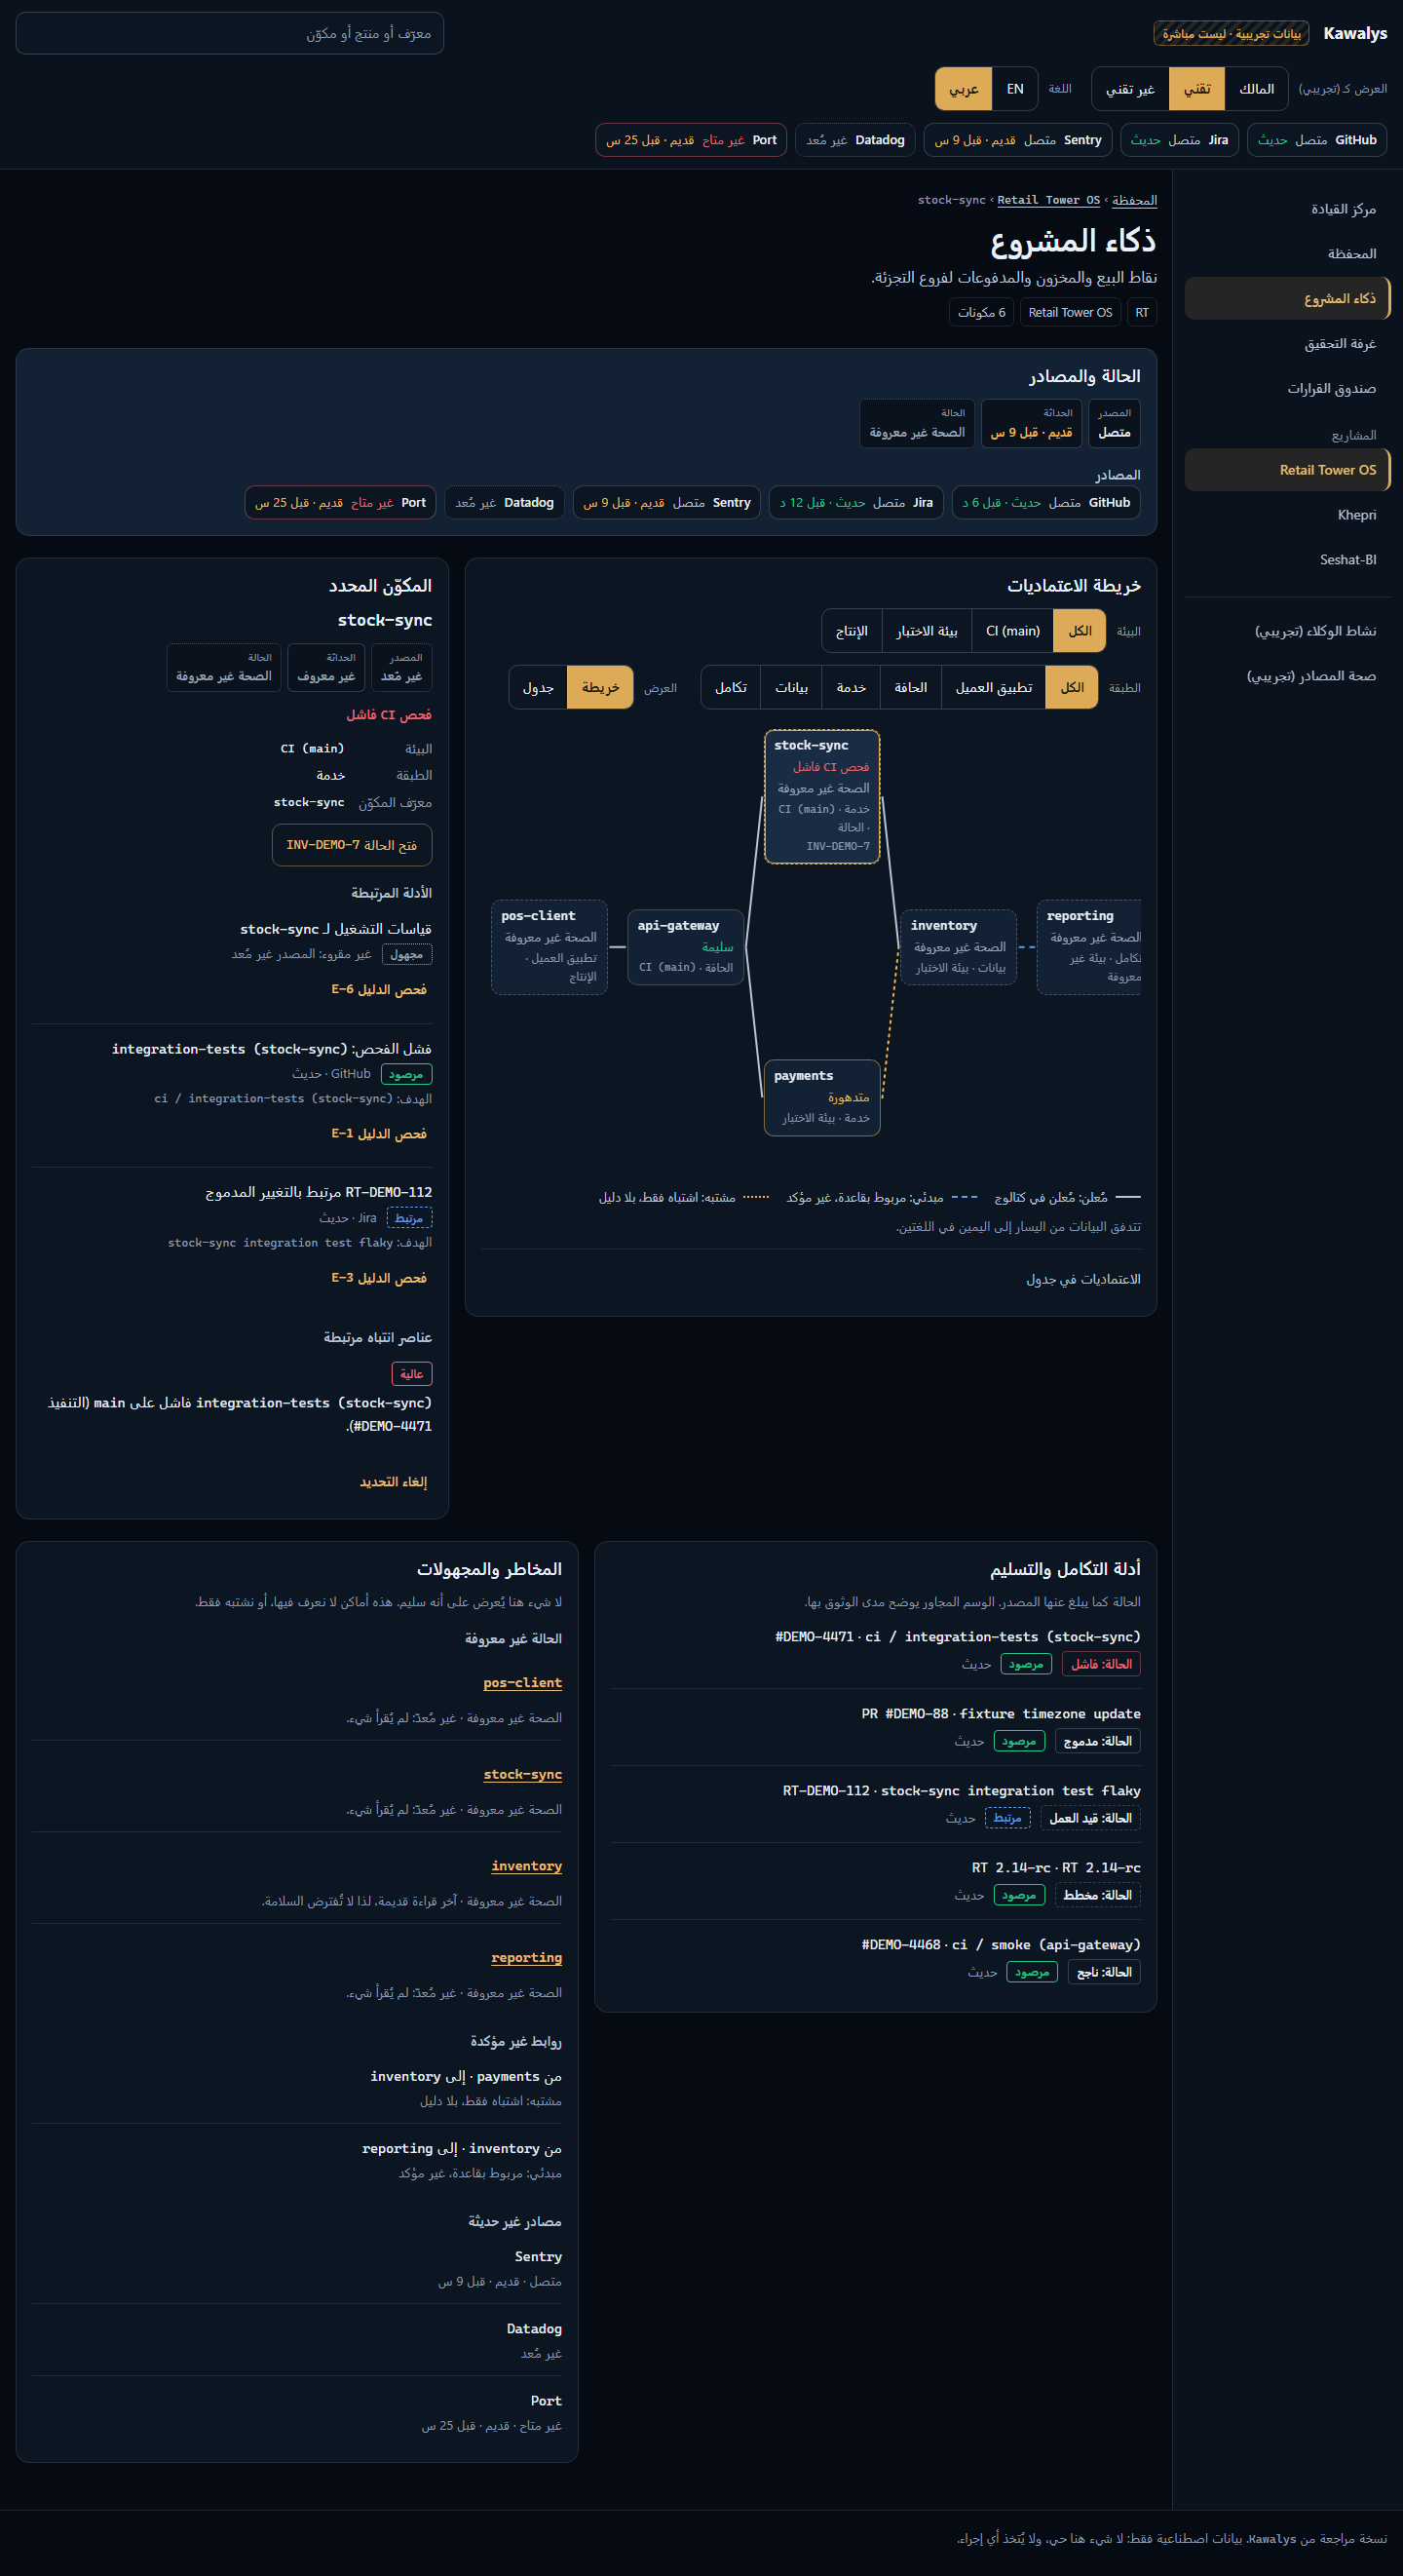 Kawalys
بيانات تجريبية · ليست مباشرة
معرّف أو منتج أو مكوّن
العرض كـ (تجريبي) المالك تقني غير تقني اللغة EN عربي
GitHub متصل حديث
Jira متصل حديث
Sentry متصل قديم · قبل 9 س
Datadog غير مُعد
Port غير متاح قديم · قبل 25 س
مركز القيادة
المحفظة
ذكاء المشروع
غرفة التحقيق
صندوق القرارات
المشاريع
Retail Tower OS
Khepri
Seshat-BI
نشاط الوكلاء (تجريبي)
صحة المصادر (تجريبي)
المحفظة › Retail Tower OS › stock-sync
ذكاء المشروع
نقاط البيع والمخزون والمدفوعات لفروع التجزئة.
RT Retail Tower OS 6 مكونات
الحالة والمصادر
المصدر
متصل
الحداثة
قديم · قبل 9 س
الحالة
الصحة غير معروفة
المصادر
GitHub متصل حديث · قبل 6 د
Jira متصل حديث · قبل 12 د
Sentry متصل قديم · قبل 9 س
Datadog غير مُعد
Port غير متاح قديم · قبل 25 س
خريطة الاعتماديات
البيئة الكل CI (main) بيئة الاختبار الإنتاج
الطبقة الكل تطبيق العميل الحافة خدمة بيانات تكامل العرض خريطة جدول
stock-sync
فحص CI فاشل
الصحة غير معروفة
خدمة · CI (main)
· الحالة
INV-DEMO-7
pos-client
الصحة غير معروفة
تطبيق العميل ·
الإنتاج
api-gateway
سليمة
الحافة · CI (main)
inventory
الصحة غير معروفة
بيانات · بيئة الاختبار
reporting
الصحة غير معروفة
تكامل · بيئة غير
معروفة
payments
متدهورة
خدمة · بيئة الاختبار
مُعلن: مُعلن في كتالوج
مبدئي: مربوط بقاعدة، غير مؤكد
مشتبه: اشتباه فقط، بلا دليل
تتدفق البيانات من اليسار إلى اليمين في اللغتين.
الاعتماديات في جدول
المكوّن المحدد
stock-sync
المصدر
غير مُعد
الحداثة
غير معروف
الحالة
الصحة غير معروفة
فحص CI فاشل
البيئة CI (main)
الطبقة خدمة
معرّف المكوّن stock-sync
فتح الحالة INV-DEMO-7
الأدلة المرتبطة
قياسات التشغيل لـ stock-sync
مجهول غير مقروء: المصدر غير مُعد
فحص الدليل E-6
فشل الفحص: integration-tests (stock-sync)
مرصود GitHub · حديث
الهدف: ci / integration-tests (stock-sync)
فحص الدليل E-1
RT-DEMO-112 مرتبط بالتغيير المدموج
مرتبط Jira · حديث
الهدف: stock-sync integration test flaky
فحص الدليل E-3
عناصر انتباه مرتبطة
عالية
integration-tests (stock-sync) فاشل على main (التنفيذ
#DEMO-4471).
إلغاء التحديد
أدلة التكامل والتسليم
الحالة كما يبلغ عنها المصدر. الوسم المجاور يوضح مدى الوثوق بها.
#DEMO-4471 · ci / integration-tests (stock-sync)
الحالة: فاشل مرصود حديث
PR #DEMO-88 · fixture timezone update
الحالة: مدموج مرصود حديث
RT-DEMO-112 · stock-sync integration test flaky
الحالة: قيد العمل مرتبط حديث
RT 2.14-rc · RT 2.14-rc
الحالة: مخطط مرصود حديث
#DEMO-4468 · ci / smoke (api-gateway)
الحالة: ناجح مرصود حديث
المخاطر والمجهولات
لا شيء هنا يُعرض على أنه سليم. هذه أماكن لا نعرف فيها، أو نشتبه فقط.
الحالة غير معروفة
pos-client
الصحة غير معروفة · غير مُعدّ: لم يُقرأ شيء.
stock-sync
الصحة غير معروفة · غير مُعدّ: لم يُقرأ شيء.
inventory
الصحة غير معروفة · آخر قراءة قديمة، لذا لا تُفترض السلامة.
reporting
الصحة غير معروفة · غير مُعدّ: لم يُقرأ شيء.
روابط غير مؤكدة
من payments · إلى inventory
مشتبه: اشتباه فقط، بلا دليل
من inventory · إلى reporting
مبدئي: مربوط بقاعدة، غير مؤكد
مصادر غير حديثة
Sentry
متصل · قديم · قبل 9 س
Datadog
غير مُعد
Port
غير متاح · قديم · قبل 25 س
نسخة مراجعة من Kawalys. بيانات اصطناعية فقط: لا شيء هنا حي، ولا يُتخذ أي إجراء.